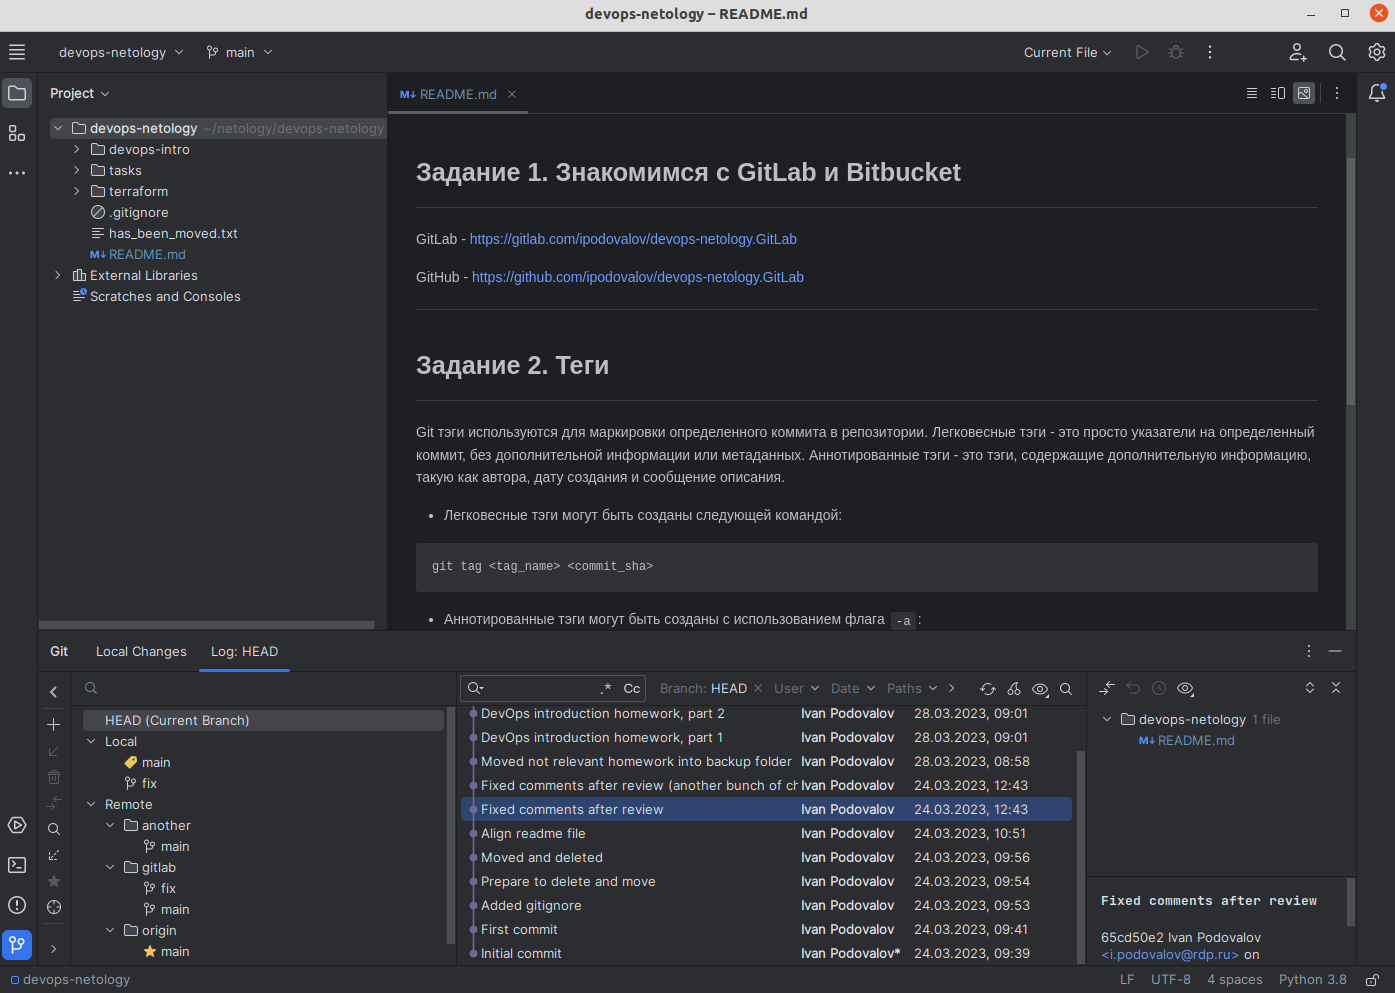 devops-netology – README.md
devops-netology
main
Current File
Project
README.md
devops-netology ~/netology/devops-netology
devops-intro
tasks
terraform
.gitignore
has_been_moved.txt
README.md
External Libraries
Scratches and Consoles
Задание 1. Знакомимся с GitLab и Bitbucket
GitLab - https://gitlab.com/ipodovalov/devops-netology.GitLab
GitHub - https://github.com/ipodovalov/devops-netology.GitLab
Задание 2. Теги
Git тэги используются для маркировки определенного коммита в репозитории. Легковесные тэги - это просто указатели на определенный
коммит, без дополнительной информации или метаданных. Аннотированные тэги - это тэги, содержащие дополнительную информацию,
такую как автора, дату создания и сообщение описания.
• Легковесные тэги могут быть созданы следующей командой:
git tag <tag_name> <commit_sha>
• Аннотированные тэги могут быть созданы с использованием флага -a :
Git
Local Changes
Log: HEAD
HEAD (Current Branch)
Local
main
fix
Remote
another
main
gitlab
fix
main
origin
main
.* Cc
Branch: HEAD
User
Date
Paths
DevOps introduction homework, part 2 Ivan Podovalov 28.03.2023, 09:01
DevOps introduction homework, part 1 Ivan Podovalov 28.03.2023, 09:01
Moved not relevant homework into backup folder Ivan Podovalov 28.03.2023, 08:58
Fixed comments after review (another bunch of ch Ivan Podovalov 24.03.2023, 12:43
Fixed comments after review Ivan Podovalov 24.03.2023, 12:43
Align readme file Ivan Podovalov 24.03.2023, 10:51
Moved and deleted Ivan Podovalov 24.03.2023, 09:56
Prepare to delete and move Ivan Podovalov 24.03.2023, 09:54
Added gitignore Ivan Podovalov 24.03.2023, 09:53
First commit Ivan Podovalov 24.03.2023, 09:41
Initial commit Ivan Podovalov* 24.03.2023, 09:39
devops-netology 1 file
README.md
Fixed comments after review
65cd50e2 Ivan Podovalov
<i.podovalov@rdp.ru> on
devops-netology
LF
UTF-8
4 spaces
Python 3.8